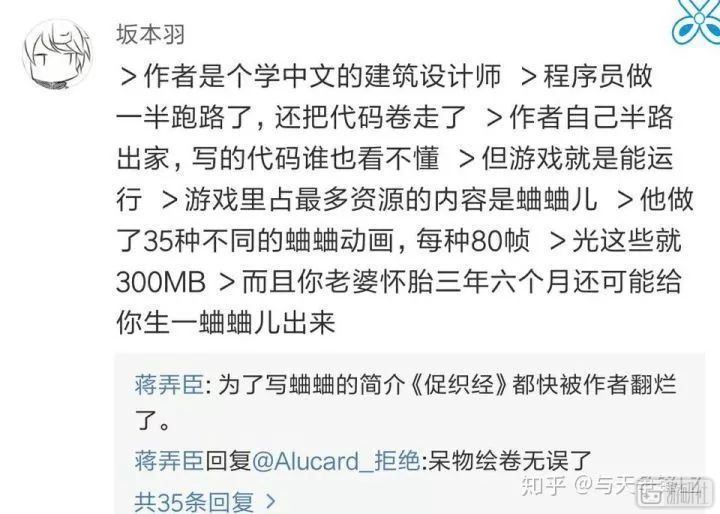 坂本羽
>作者是个学中文的建筑设计师 >程序员做
一半跑路了，还把代码卷走了 >作者自己半路
出家，写的代码谁也看不懂 >但游戏就是能运
行 >游戏里占最多资源的内容是蛐蛐儿 >他做
了35种不同的蛐蛐动画，每种80帧 >光这些就
300MB >而且你老婆怀胎三年六个月还可能给
你生一蛐蛐儿出来
蒋弄臣: 为了写蛐蛐的简介《促织经》都快被作者翻烂
了。
蒋弄臣回复@Alucard_拒绝:呆物绘卷无误了
共35条回复 >
知乎 @与天